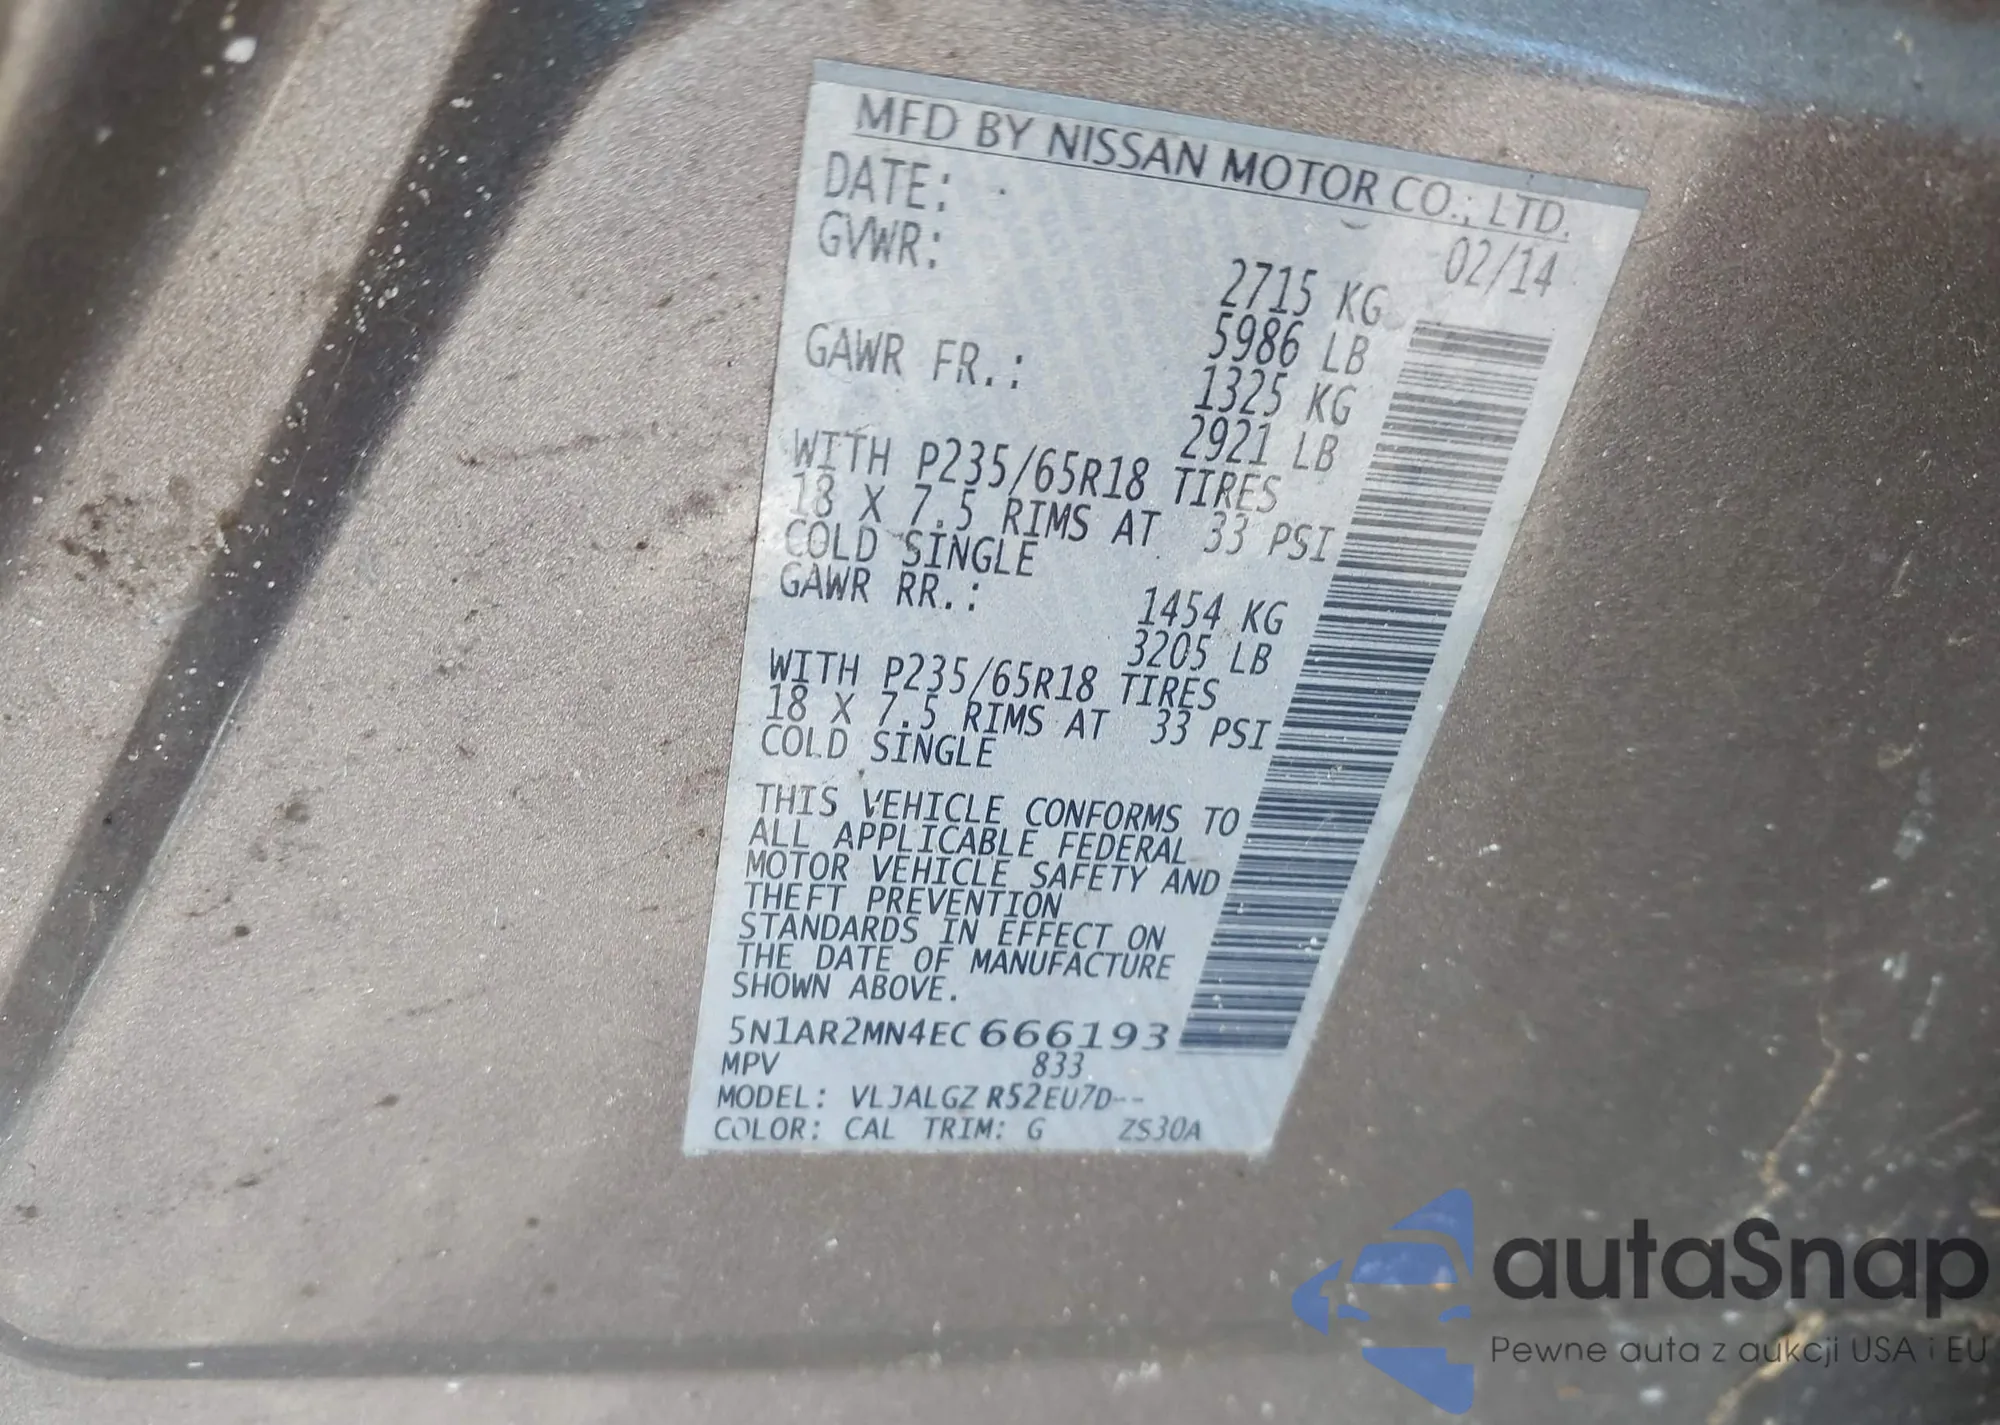 MFD BY NISSAN MOTOR CO., LTD.
DATE: 02/14
GVWR: 2715 KG
5986 LB
GAWR FR.: 1325 KG
2921 LB
WITH P235/65R18 TIRES
18 X 7.5 RIMS AT 33 PSI
COLD SINGLE
GAWR RR.: 1454 KG
3205 LB
WITH P235/65R18 TIRES
18 X 7.5 RIMS AT 33 PSI
COLD SINGLE
THIS VEHICLE CONFORMS TO
ALL APPLICABLE FEDERAL
MOTOR VEHICLE SAFETY AND
THEFT PREVENTION
STANDARDS IN EFFECT ON
THE DATE OF MANUFACTURE
SHOWN ABOVE.
5N1AR2MN4EC666193
MPV 833
MODEL: VLJALGZ R52EU7D--
COLOR: CAL TRIM: G ZS30A
autaSnap
Pewne auta z aukcji USA i EU